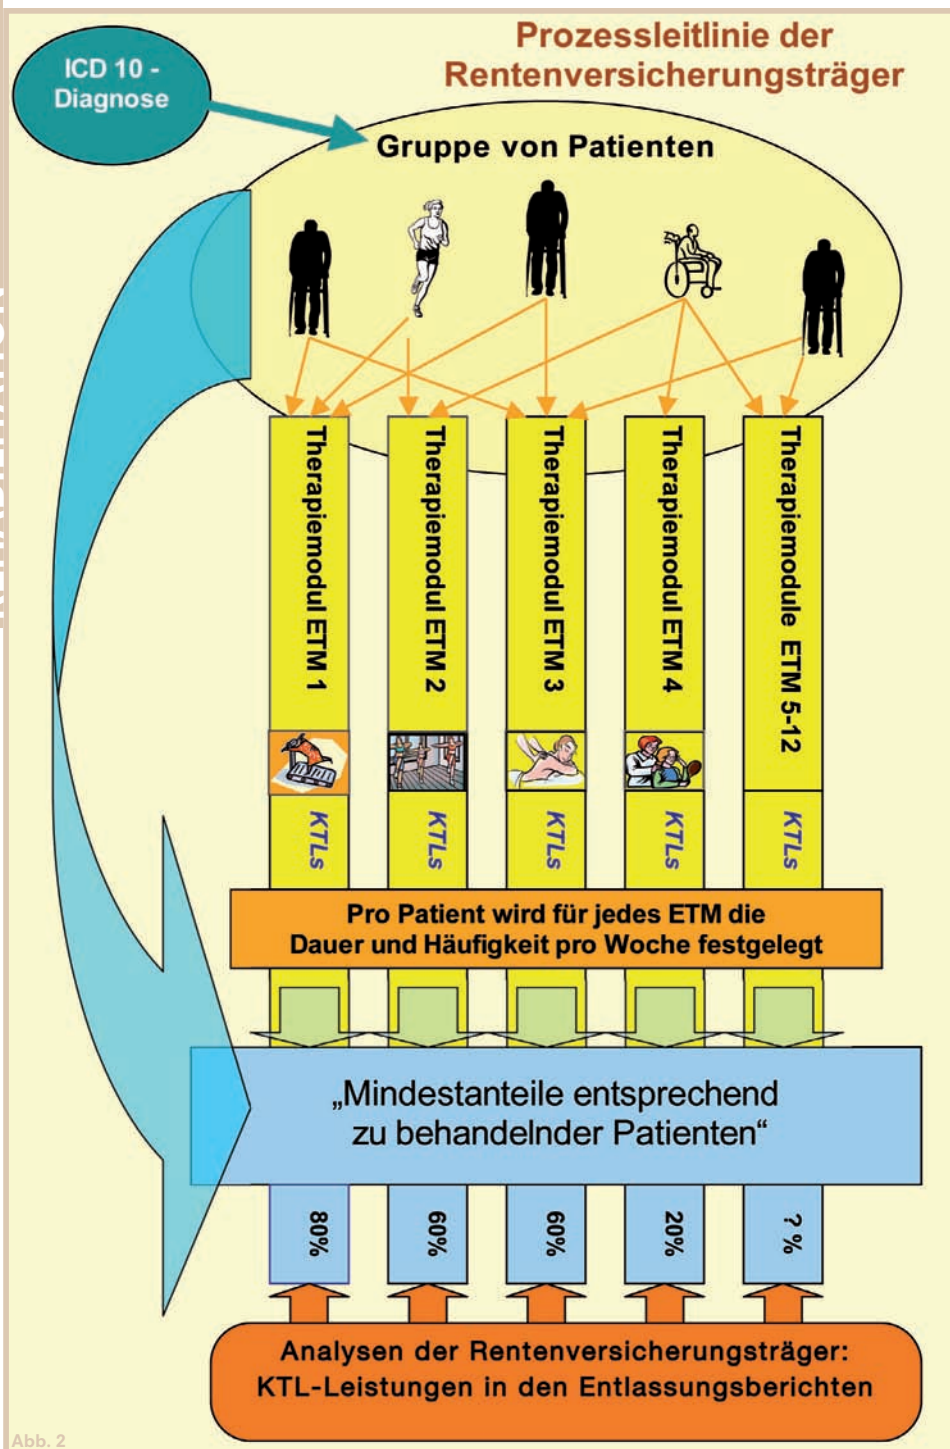 Prozessleitlinie der
Rentenversicherungsträger
ICD 10 -
Diagnose
Gruppe von Patienten
Therapiemodul ETM 1
Therapiemodul ETM 2
Therapiemodul ETM 3
Therapiemodul ETM 4
Therapiemodule ETM 5-12
KTLs
KTLs
KTLs
KTLs
KTLs
Pro Patient wird für jedes ETM die
Dauer und Häufigkeit pro Woche festgelegt
„Mindestanteile entsprechend
zu behandelnder Patienten“
80%
60%
60%
20%
? %
Analysen der Rentenversicherungsträger:
KTL-Leistungen in den Entlassungsberichten
Abb. 2